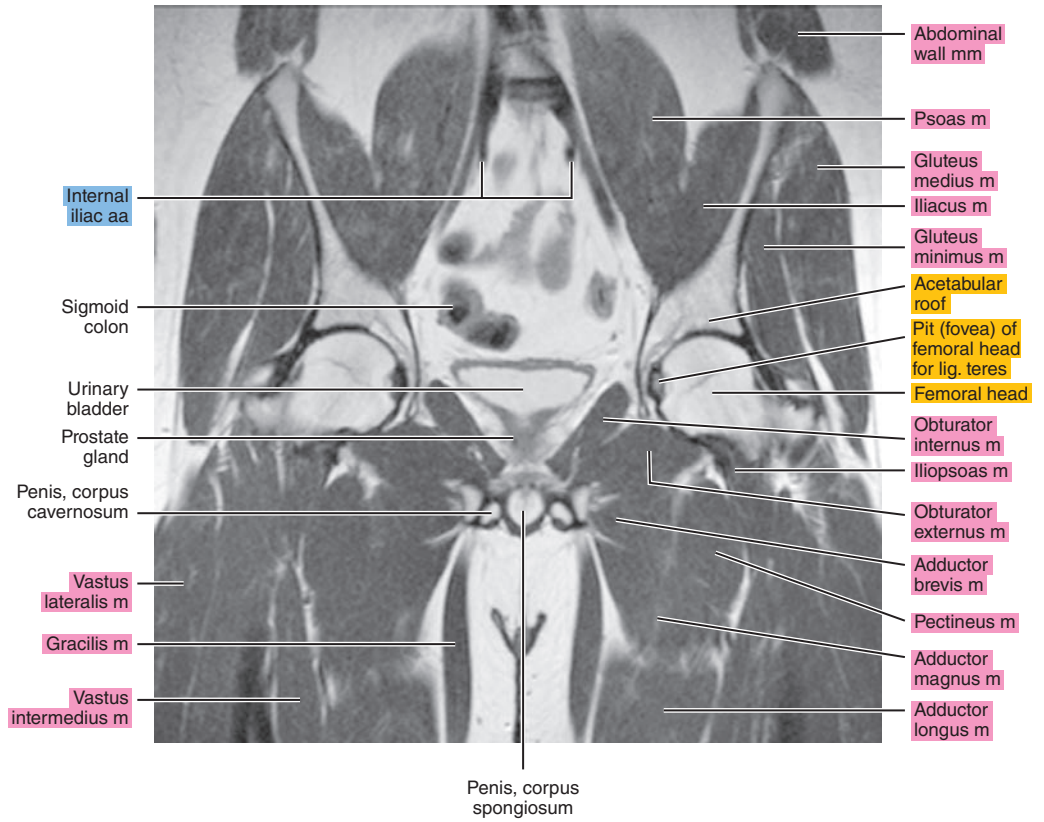 Internal
iliac aa
Sigmoid
colon
Urinary
bladder
Prostate
gland
Penis, corpus
cavernosum
Vastus
lateralis m
Gracilis m
Vastus
intermedius m
Abdominal
wall mm
Psoas m
Gluteus
medius m
Iliacus m
Gluteus
minimus m
Acetabular
roof
Pit (fovea) of
femoral head
for lig. teres
Femoral head
Obturator
internus m
Iliopsoas m
Obturator
externus m
Adductor
brevis m
Pectineus m
Adductor
magnus m
Adductor
longus m
Penis, corpus
spongiosum